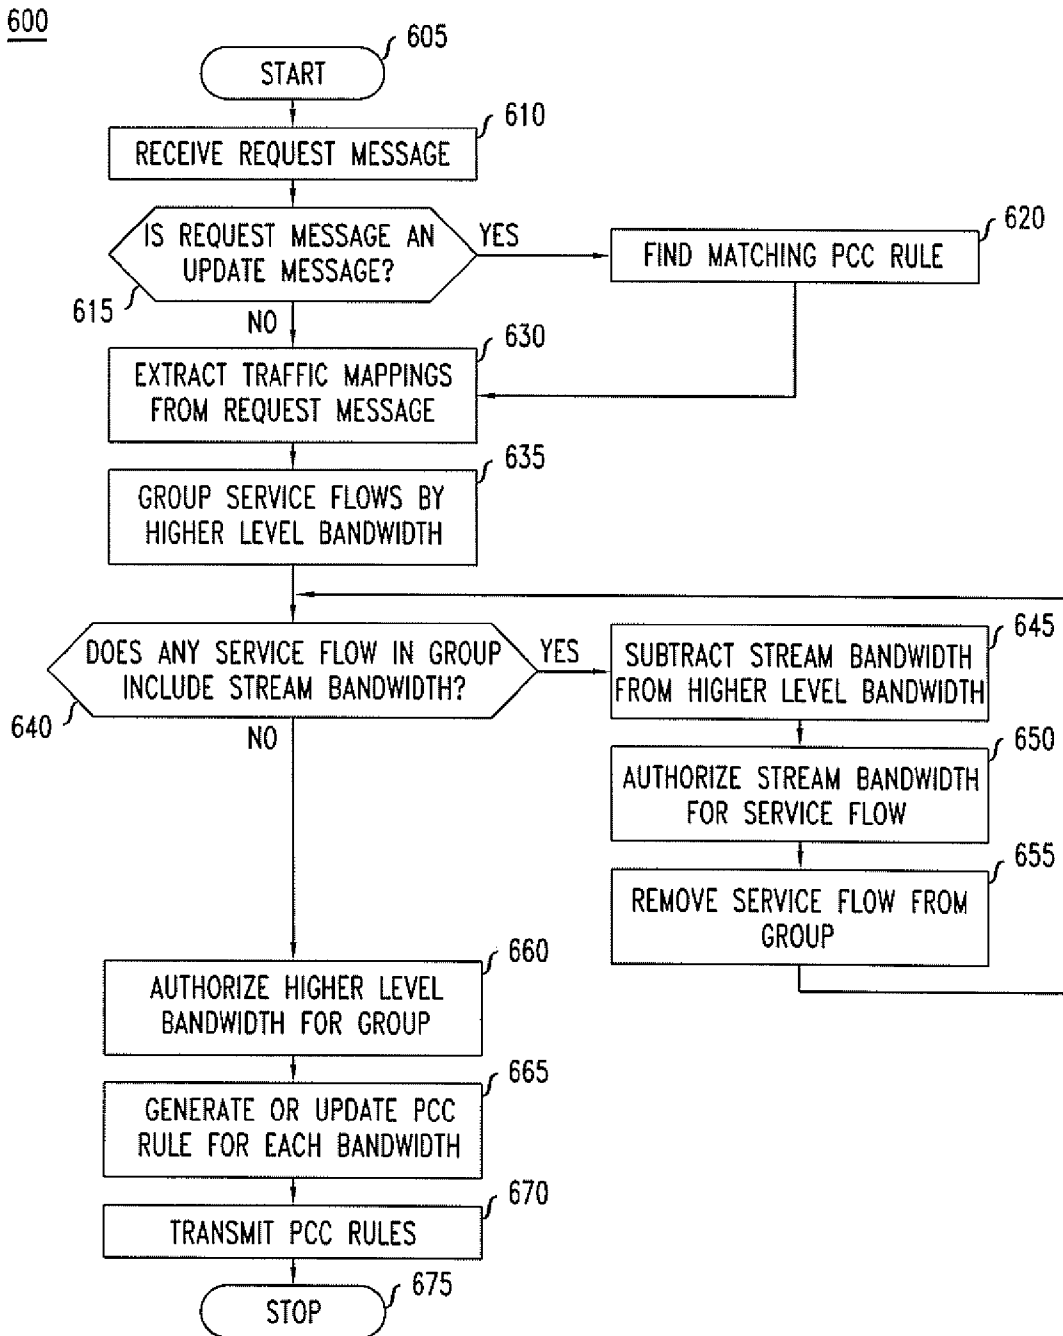 600
START
605
RECEIVE REQUEST MESSAGE
610
IS REQUEST MESSAGE AN
UPDATE MESSAGE?
615
YES
NO
FIND MATCHING PCC RULE
620
EXTRACT TRAFFIC MAPPINGS
FROM REQUEST MESSAGE
630
GROUP SERVICE FLOWS BY
HIGHER LEVEL BANDWIDTH
635
DOES ANY SERVICE FLOW IN GROUP
INCLUDE STREAM BANDWIDTH?
640
YES
NO
SUBTRACT STREAM BANDWIDTH
FROM HIGHER LEVEL BANDWIDTH
645
AUTHORIZE STREAM BANDWIDTH
FOR SERVICE FLOW
650
REMOVE SERVICE FLOW FROM
GROUP
655
AUTHORIZE HIGHER LEVEL
BANDWIDTH FOR GROUP
660
GENERATE OR UPDATE PCC
RULE FOR EACH BANDWIDTH
665
TRANSMIT PCC RULES
670
STOP
675